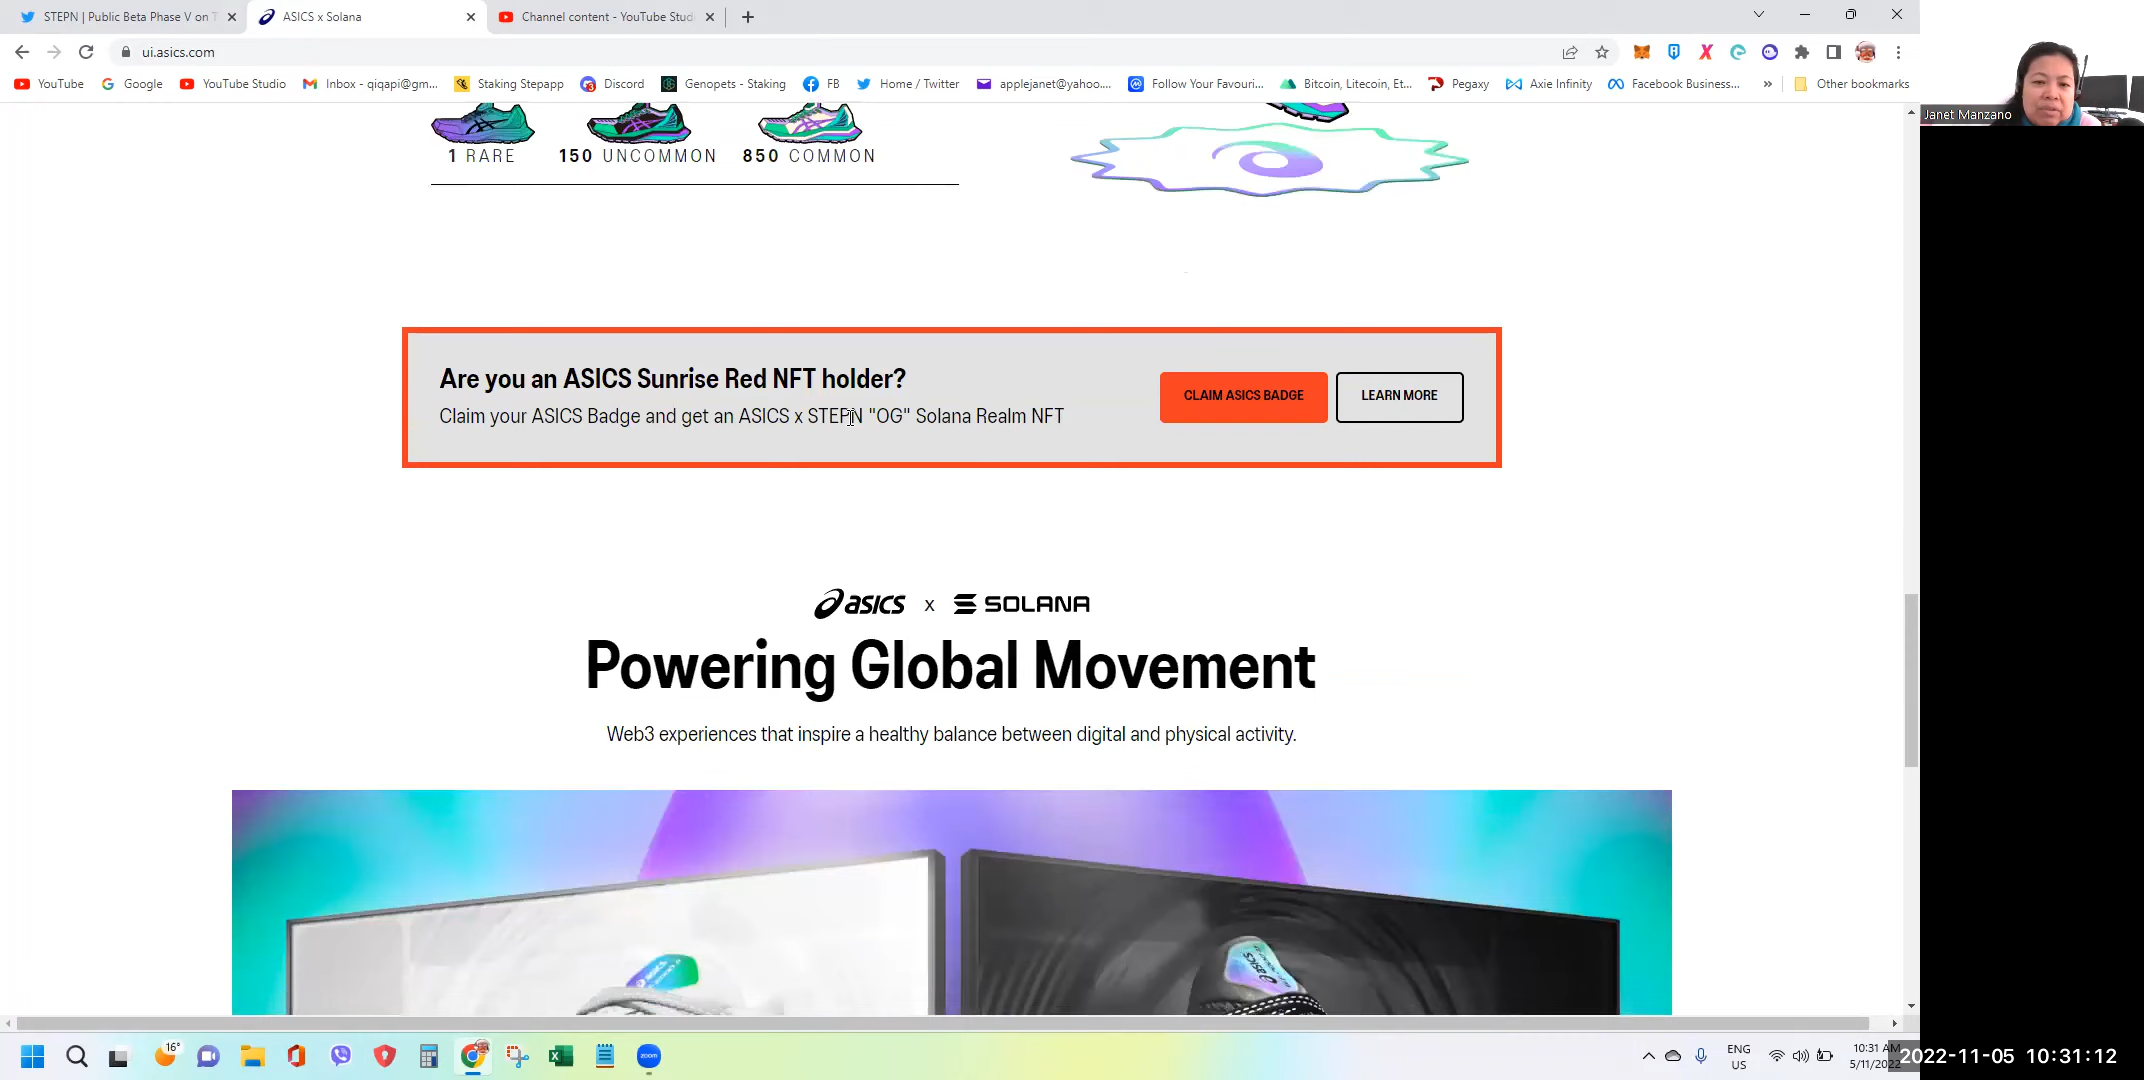 STEPN | Public Beta Phase V on T
ASICS x Solana
Channel content - YouTube Studi
ui.asics.com
YouTube
Google
YouTube Studio
Inbox - qiqapi@gm...
Staking Stepapp
Discord
Genopets - Staking
FB
Home / Twitter
applejanet@yahoo....
Follow Your Favouri...
Bitcoin, Litecoin, Et...
Pegaxy
Axie Infinity
Facebook Business...
»
Other bookmarks
Janet Manzano
1 RARE
150 UNCOMMON
850 COMMON
Are you an ASICS Sunrise Red NFT holder?
Claim your ASICS Badge and get an ASICS x STEPN "OG" Solana Realm NFT
CLAIM ASICS BADGE
LEARN MORE
asics x SOLANA
Powering Global Movement
Web3 experiences that inspire a healthy balance between digital and physical activity.
16°
zoom
ENG
US
10:31 AM
5/11/2022
2022-11-05 10:31:12